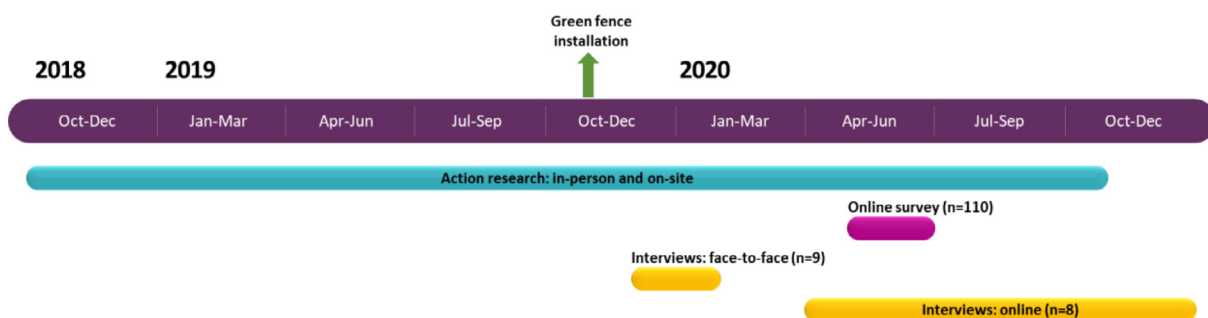 Green fence
installation
2018 2019 2020
Oct-Dec Jan-Mar Apr-Jun Jul-Sep Oct-Dec Jan-Mar Apr-Jun Jul-Sep Oct-Dec
Action research: in-person and on-site
Online survey (n=110)
Interviews: face-to-face (n=9)
Interviews: online (n=8)